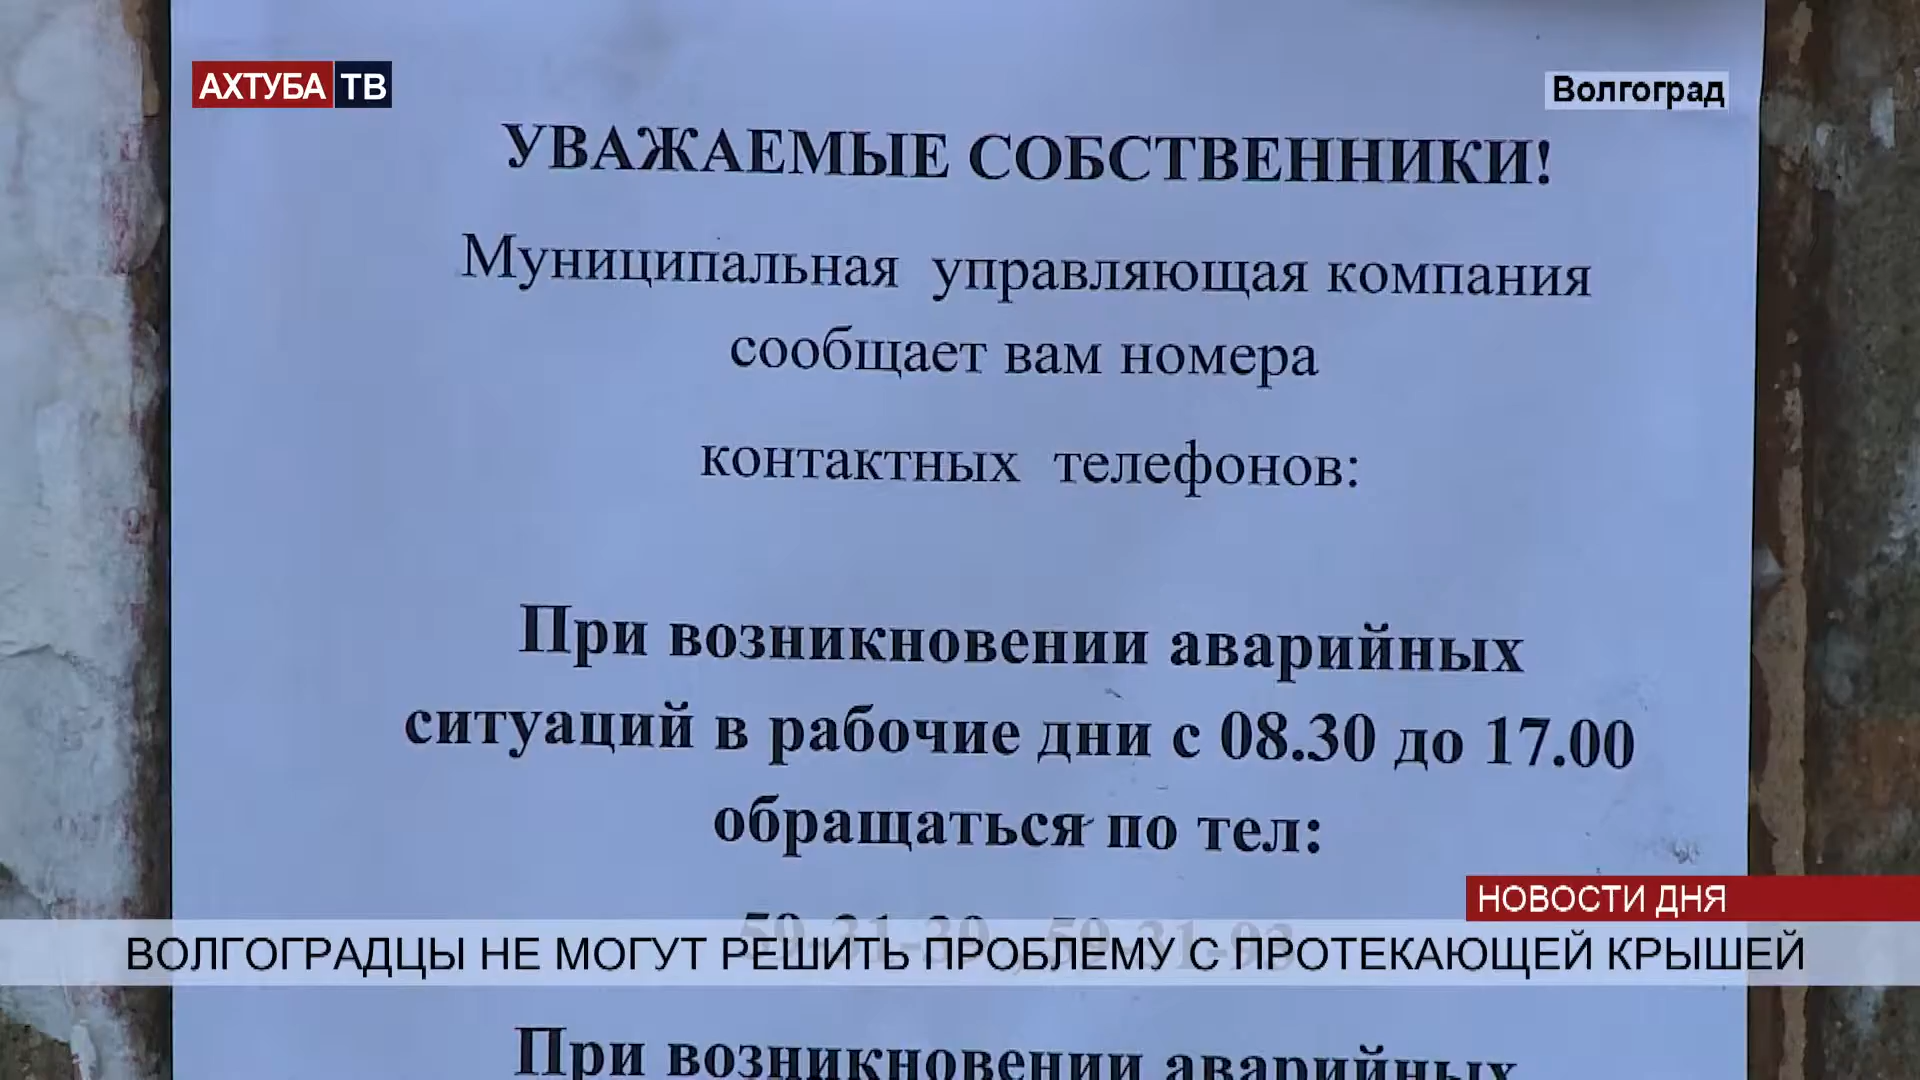 АХТУБА ТВ
Волгоград
УВАЖАЕМЫЕ СОБСТВЕННИКИ!
Муниципальная управляющая компания
сообщает вам номера
контактных телефонов:
При возникновении аварийных
ситуаций в рабочие дни с 08.30 до 17.00
обращаться по тел:
НОВОСТИ ДНЯ
ВОЛГОГРАДЦЫ НЕ МОГУТ РЕШИТЬ ПРОБЛЕМУ С ПРОТЕКАЮЩЕЙ КРЫШЕЙ
При возникновении аварийных